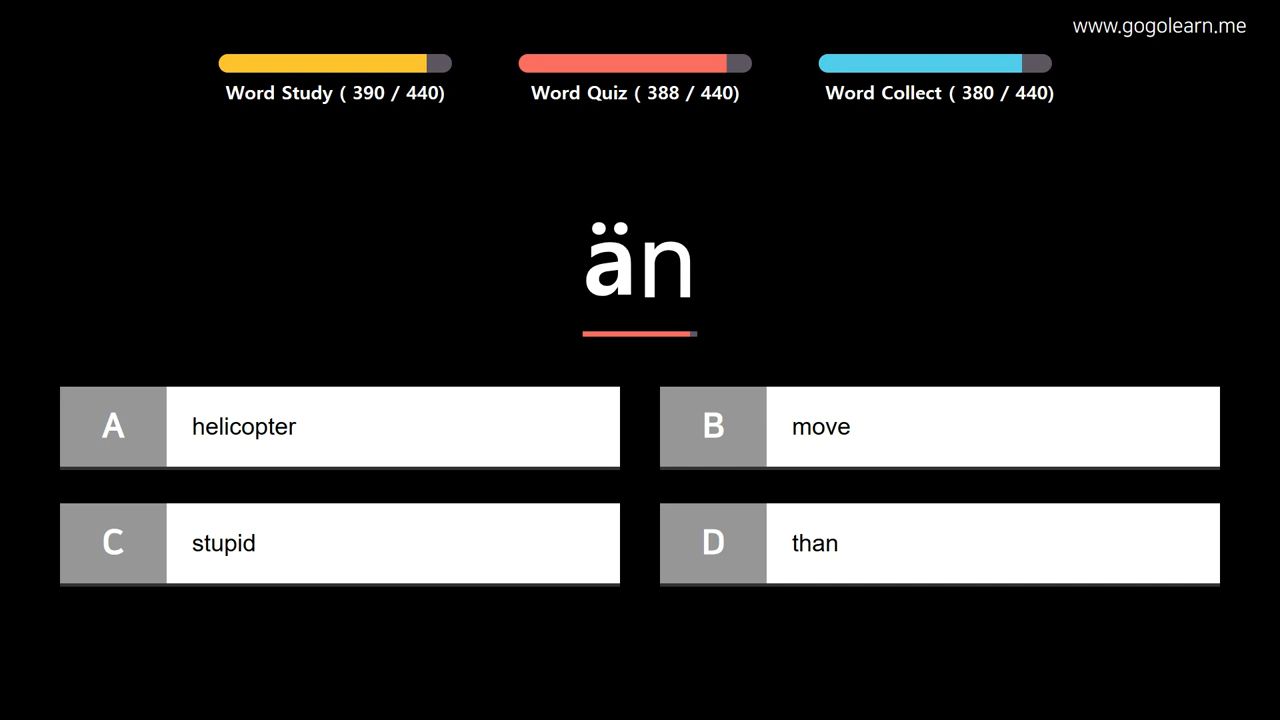 www.gogolearn.me
Word Study ( 390 / 440)
Word Quiz ( 388 / 440)
Word Collect ( 380 / 440)
än
A helicopter
B move
C stupid
D than